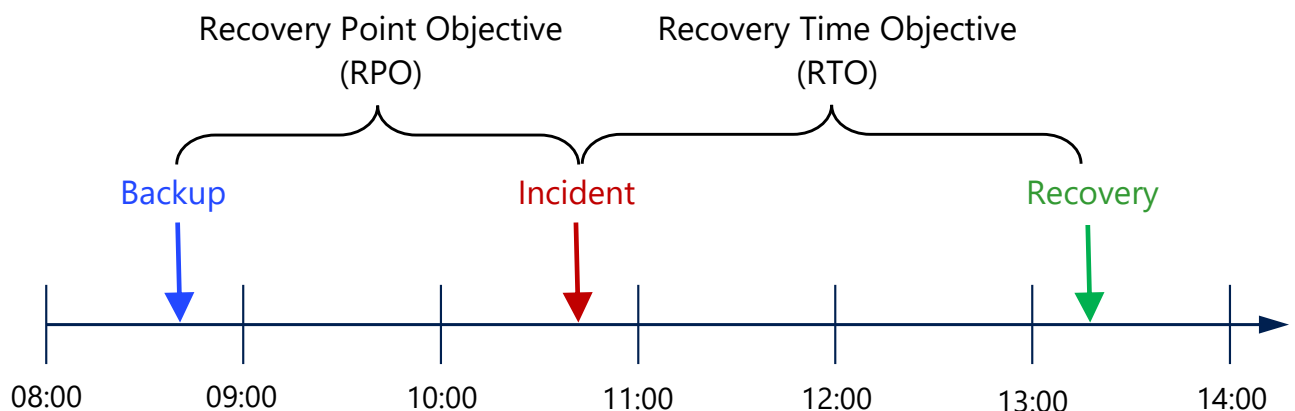 Recovery Point Objective
(RPO)
Recovery Time Objective
(RTO)
Backup
Incident
Recovery
08:00
09:00
10:00
11:00
12:00
13:00
14:00